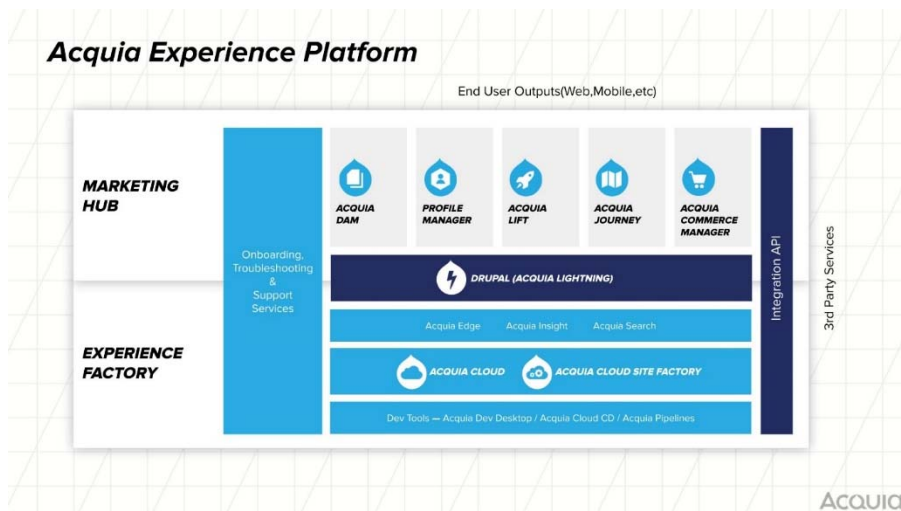 Acquia Experience Platform
End User Outputs(Web,Mobile,etc)
MARKETING
HUB
Onboarding,
Troubleshooting
&
Support
Services
ACQUIA
DAM
PROFILE
MANAGER
ACQUIA
LIFT
ACQUIA
JOURNEY
ACQUIA
COMMERCE
MANAGER
DRUPAL (ACQUIA LIGHTNING)
EXPERIENCE
FACTORY
Acquia Edge Acquia Insight Acquia Search
ACQUIA CLOUD ACQUIA CLOUD SITE FACTORY
Dev Tools — Acquia Dev Desktop / Acquia Cloud CD / Acquia Pipelines
Integration API
3rd Party Services
Acquia